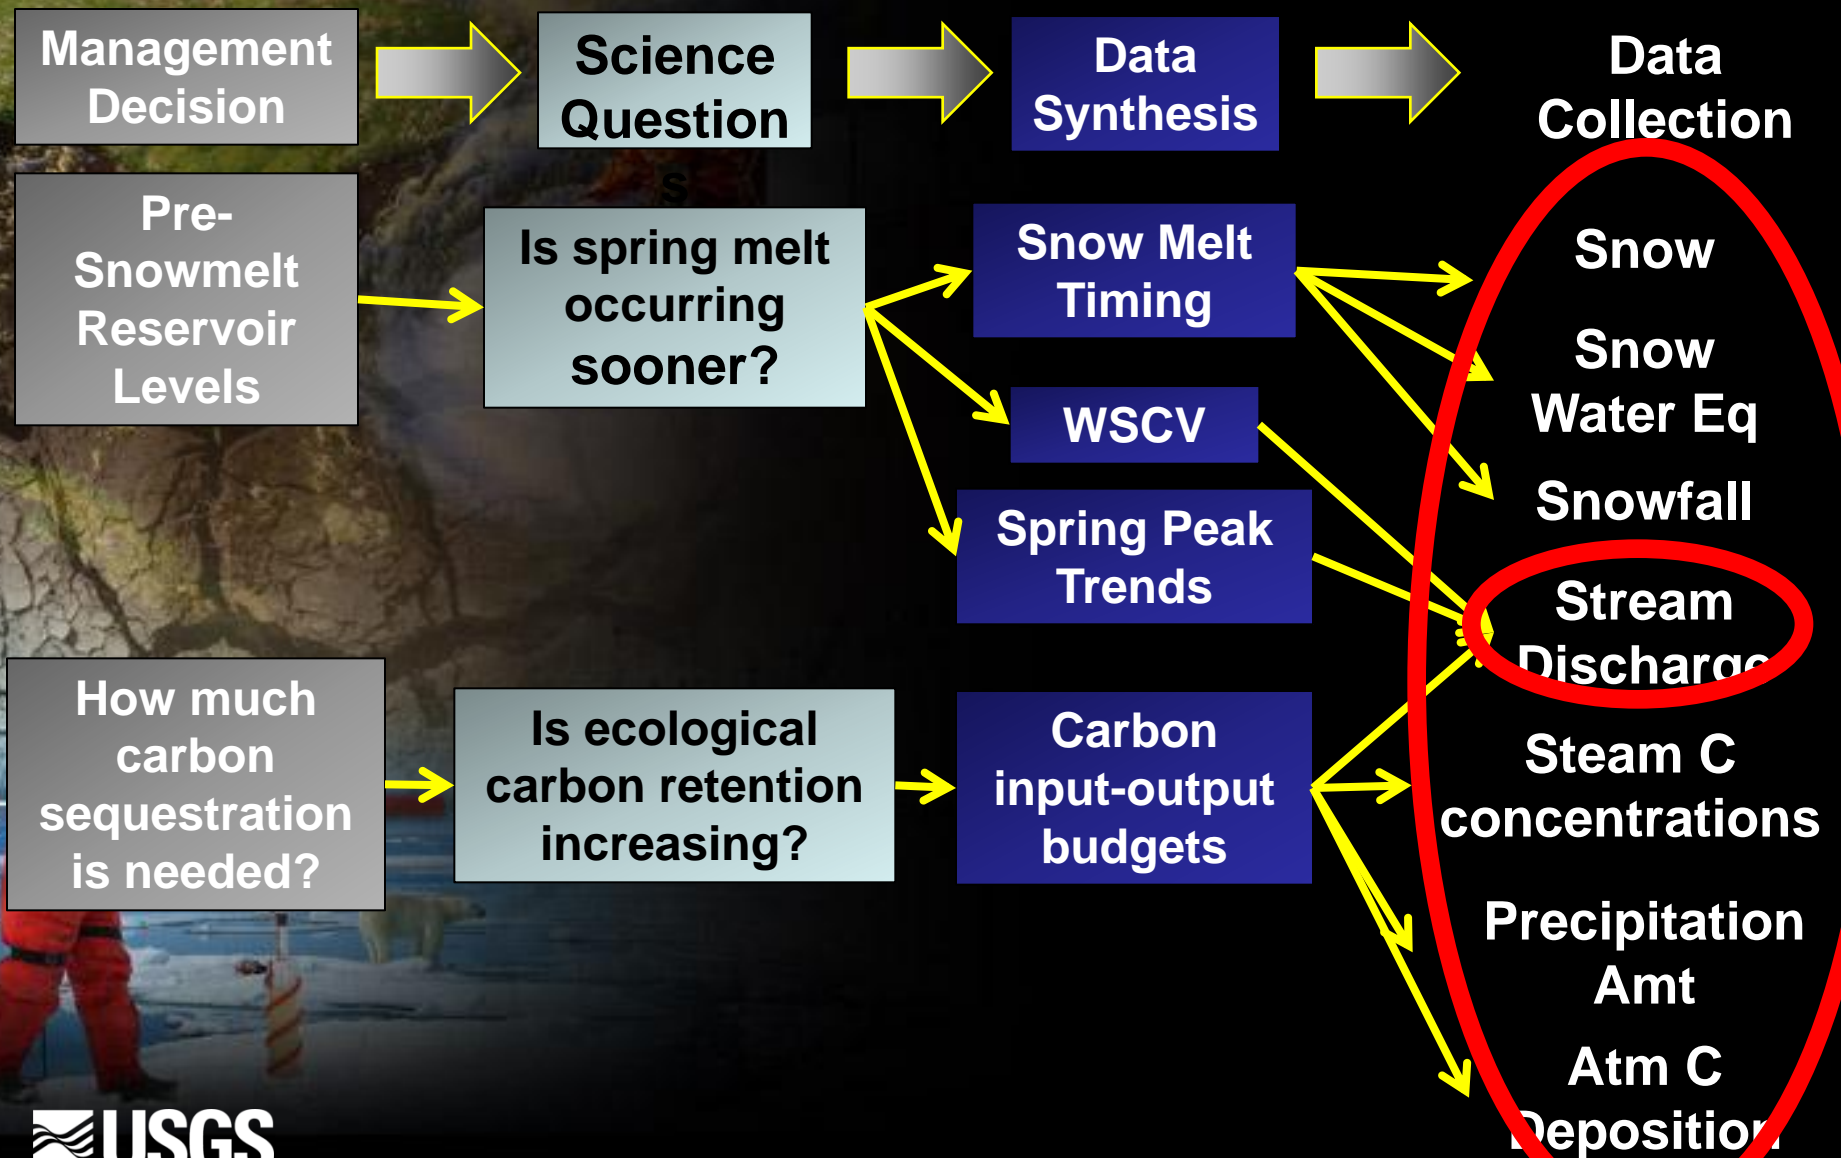 Management
Decision
Science
Question
s
Data
Synthesis
Data
Collection
Pre-
Snowmelt
Reservoir
Levels
Is spring melt
occurring
sooner?
Snow Melt
Timing
WSCV
Spring Peak
Trends
Snow
Snow
Water Eq
Snowfall
Stream
Discharge
How much
carbon
sequestration
is needed?
Is ecological
carbon retention
increasing?
Carbon
input-output
budgets
Steam C
concentrations
Precipitation
Amt
Atm C
Deposition
USGS